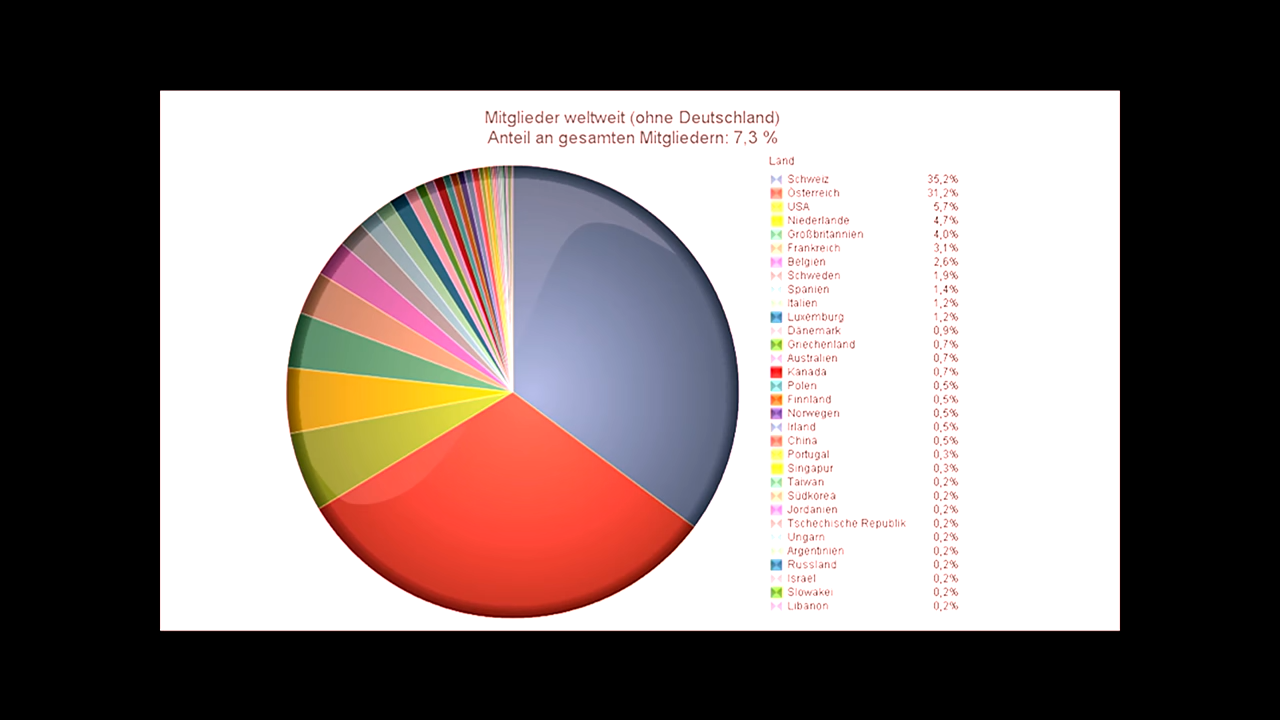 Mitglieder weltweit (ohne Deutschland)
Anteil an gesamten Mitgliedern: 7,3 %
Land
Schweiz 35,2%
Österreich 31,2%
USA 5,7%
Niederlande 4,7%
Großbritannien 4,0%
Frankreich 3,1%
Belgien 2,6%
Schweden 1,9%
Spanien 1,4%
Italien 1,2%
Luxemburg 1,2%
Dänemark 0,9%
Griechenland 0,7%
Australien 0,7%
Kanada 0,7%
Polen 0,5%
Finnland 0,5%
Norwegen 0,5%
Irland 0,5%
China 0,5%
Portugal 0,3%
Singapur 0,3%
Taiwan 0,2%
Südkorea 0,2%
Jordanien 0,2%
Tschechische Republik 0,2%
Ungarn 0,2%
Argentinien 0,2%
Russland 0,2%
Israel 0,2%
Slowakei 0,2%
Libanon 0,2%